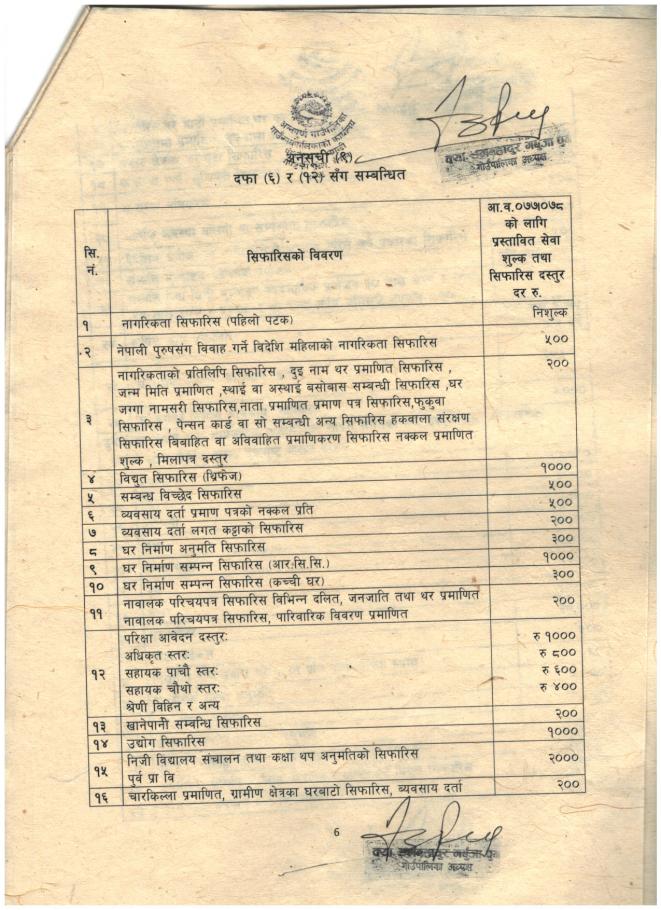 अन्नपूर्ण गाउँपालिका
अनुसूची (९)
दफा (६) र (१२) सँग सम्बन्धित
सि.नं. सिफारिसको विवरण आ.व.०७७।०७८
को लागि
प्रस्तावित सेवा
शुल्क तथा
सिफारिस दस्तुर
दर रु.
१ नागरिकता सिफारिस (पहिलो पटक) निशुल्क
२ नेपाली पुरुषसंग विवाह गर्ने विदेशि महिलाको नागरिकता सिफारिस ५००
३ नागरिकताको प्रतिलिपि सिफारिस , दुइ नाम थर प्रमाणित सिफारिस , २००
जन्म मिति प्रमाणित ,स्थाई वा अस्थाई बसोबास सम्बन्धी सिफारिस ,घर
जग्गा नामसरी सिफारिस,नाता प्रमाणित प्रमाण पत्र सिफारिस,फुकुवा
सिफारिस , पेन्सन कार्ड वा सो सम्बन्धी अन्य सिफारिस हकवाला संरक्षण
सिफारिस बिबाहित वा अविवाहित प्रमाणिकरण सिफारिस नक्कल प्रमाणित
शुल्क , मिलापत्र दस्तुर
४ विद्युत सिफारिस (थ्रिफेज) १०००
५ सम्बन्ध विच्छेद सिफारिस ५००
६ व्यवसाय दर्ता प्रमाण पत्रको नक्कल प्रति ५००
७ व्यवसाय दर्ता लगत कट्टाको सिफारिस २००
८ घर निर्माण अनुमति सिफारिस ३००
९ घर निर्माण सम्पन्न सिफारिस (आर.सि.सि.) १०००
१० घर निर्माण सम्पन्न सिफारिस (कच्ची घर) ३००
११ नावालक परिचयपत्र सिफारिस विभिन्न दलित, जनजाति तथा थर प्रमाणित २००
नावालक परिचयपत्र सिफारिस, पारिवारिक विवरण प्रमाणित
१२ परिक्षा आवेदन दस्तुर: रु १०००
अधिकृत स्तर: रु ८००
सहायक पाचौ स्तर: रु ६००
सहायक चौथो स्तर: रु ४००
श्रेणी विहिन र अन्य
१३ खानेपानी सम्बन्धि सिफारिस २००
१४ उद्योग सिफारिस १०००
१५ निजी विद्यालय संचालन तथा कक्षा थप अनुमतिको सिफारिस २०००
पुर्व प्रा वि
१६ चारकिल्ला प्रमाणित, ग्रामीण क्षेत्रका घरबाटो सिफारिस, व्यवसाय दर्ता २००
6
गाउँपालिका अध्यक्ष